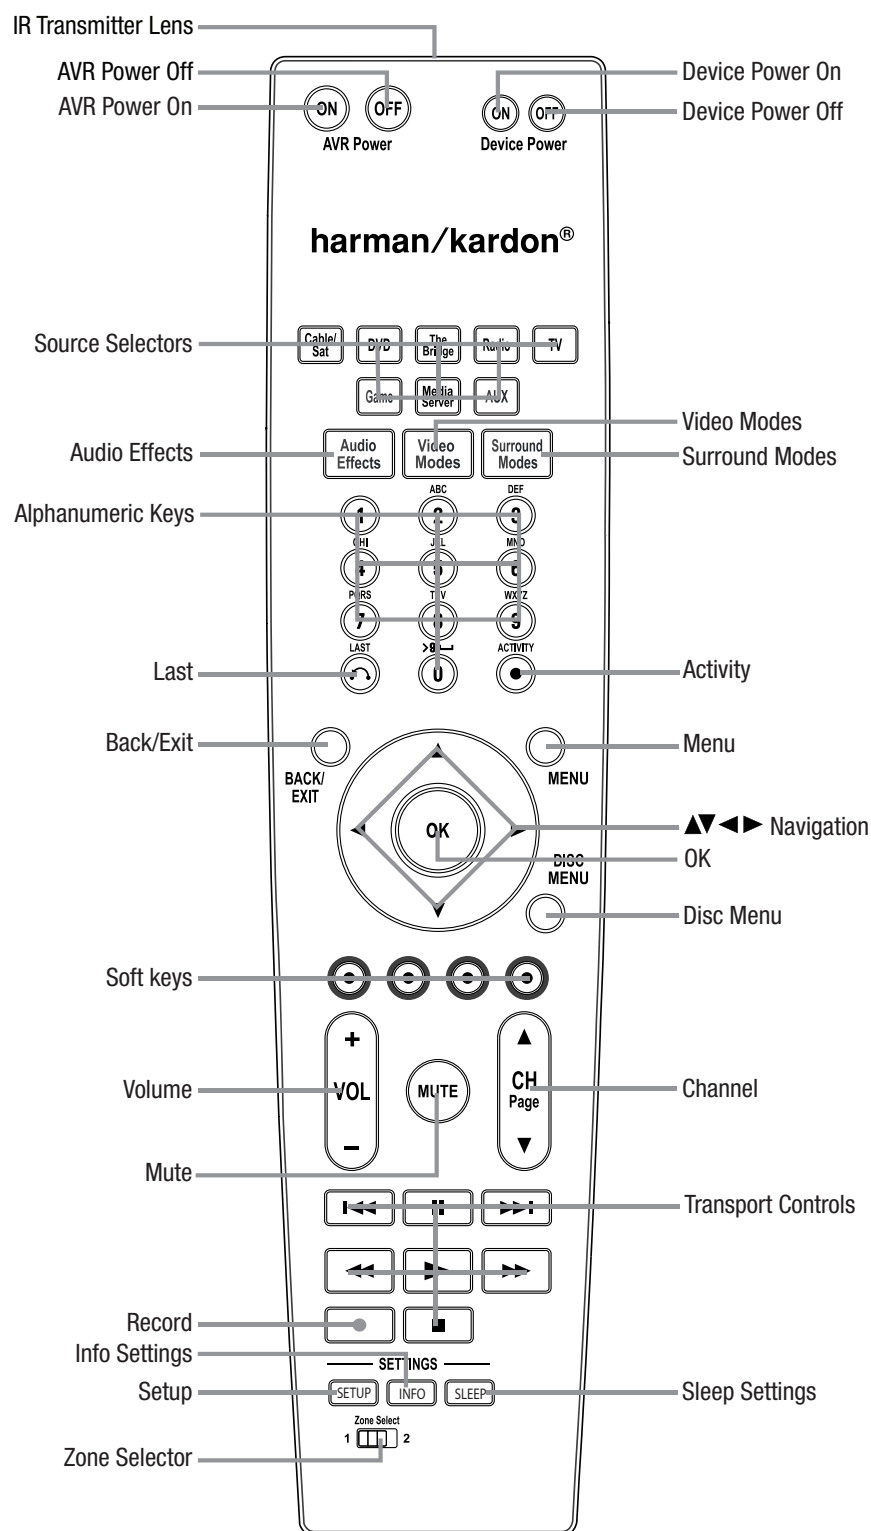 IR Transmitter Lens
AVR Power Off
Device Power On
AVR Power On
ON
OFF
ON
OFF
Device Power Off
AVR Power
Device Power
harman/kardon®
Source Selectors
Cable/
Sat
DVD
The
Bridge
Radio
TV
Game
Media
Server
AUX
Video Modes
Audio Effects
Audio
Effects
Video
Modes
Surround
Modes
Surround Modes
ABC
DEF
Alphanumeric Keys
1
2
3
GHI
JKL
MNO
4
5
6
PQRS
TUV
WXYZ
7
8
9
LAST
ACTIVITY
Last
0
Activity
Back/Exit
Menu
BACK/
EXIT
MENU
OK
▲▼◄► Navigation
OK
DISC
MENU
Disc Menu
Soft keys
+
Volume
VOL
–
MUTE
CH
Page
Channel
Mute
Transport Controls
Record
Info Settings
SETTINGS
Setup
SETUP
INFO
SLEEP
Sleep Settings
Zone Select
1
2
Zone Selector